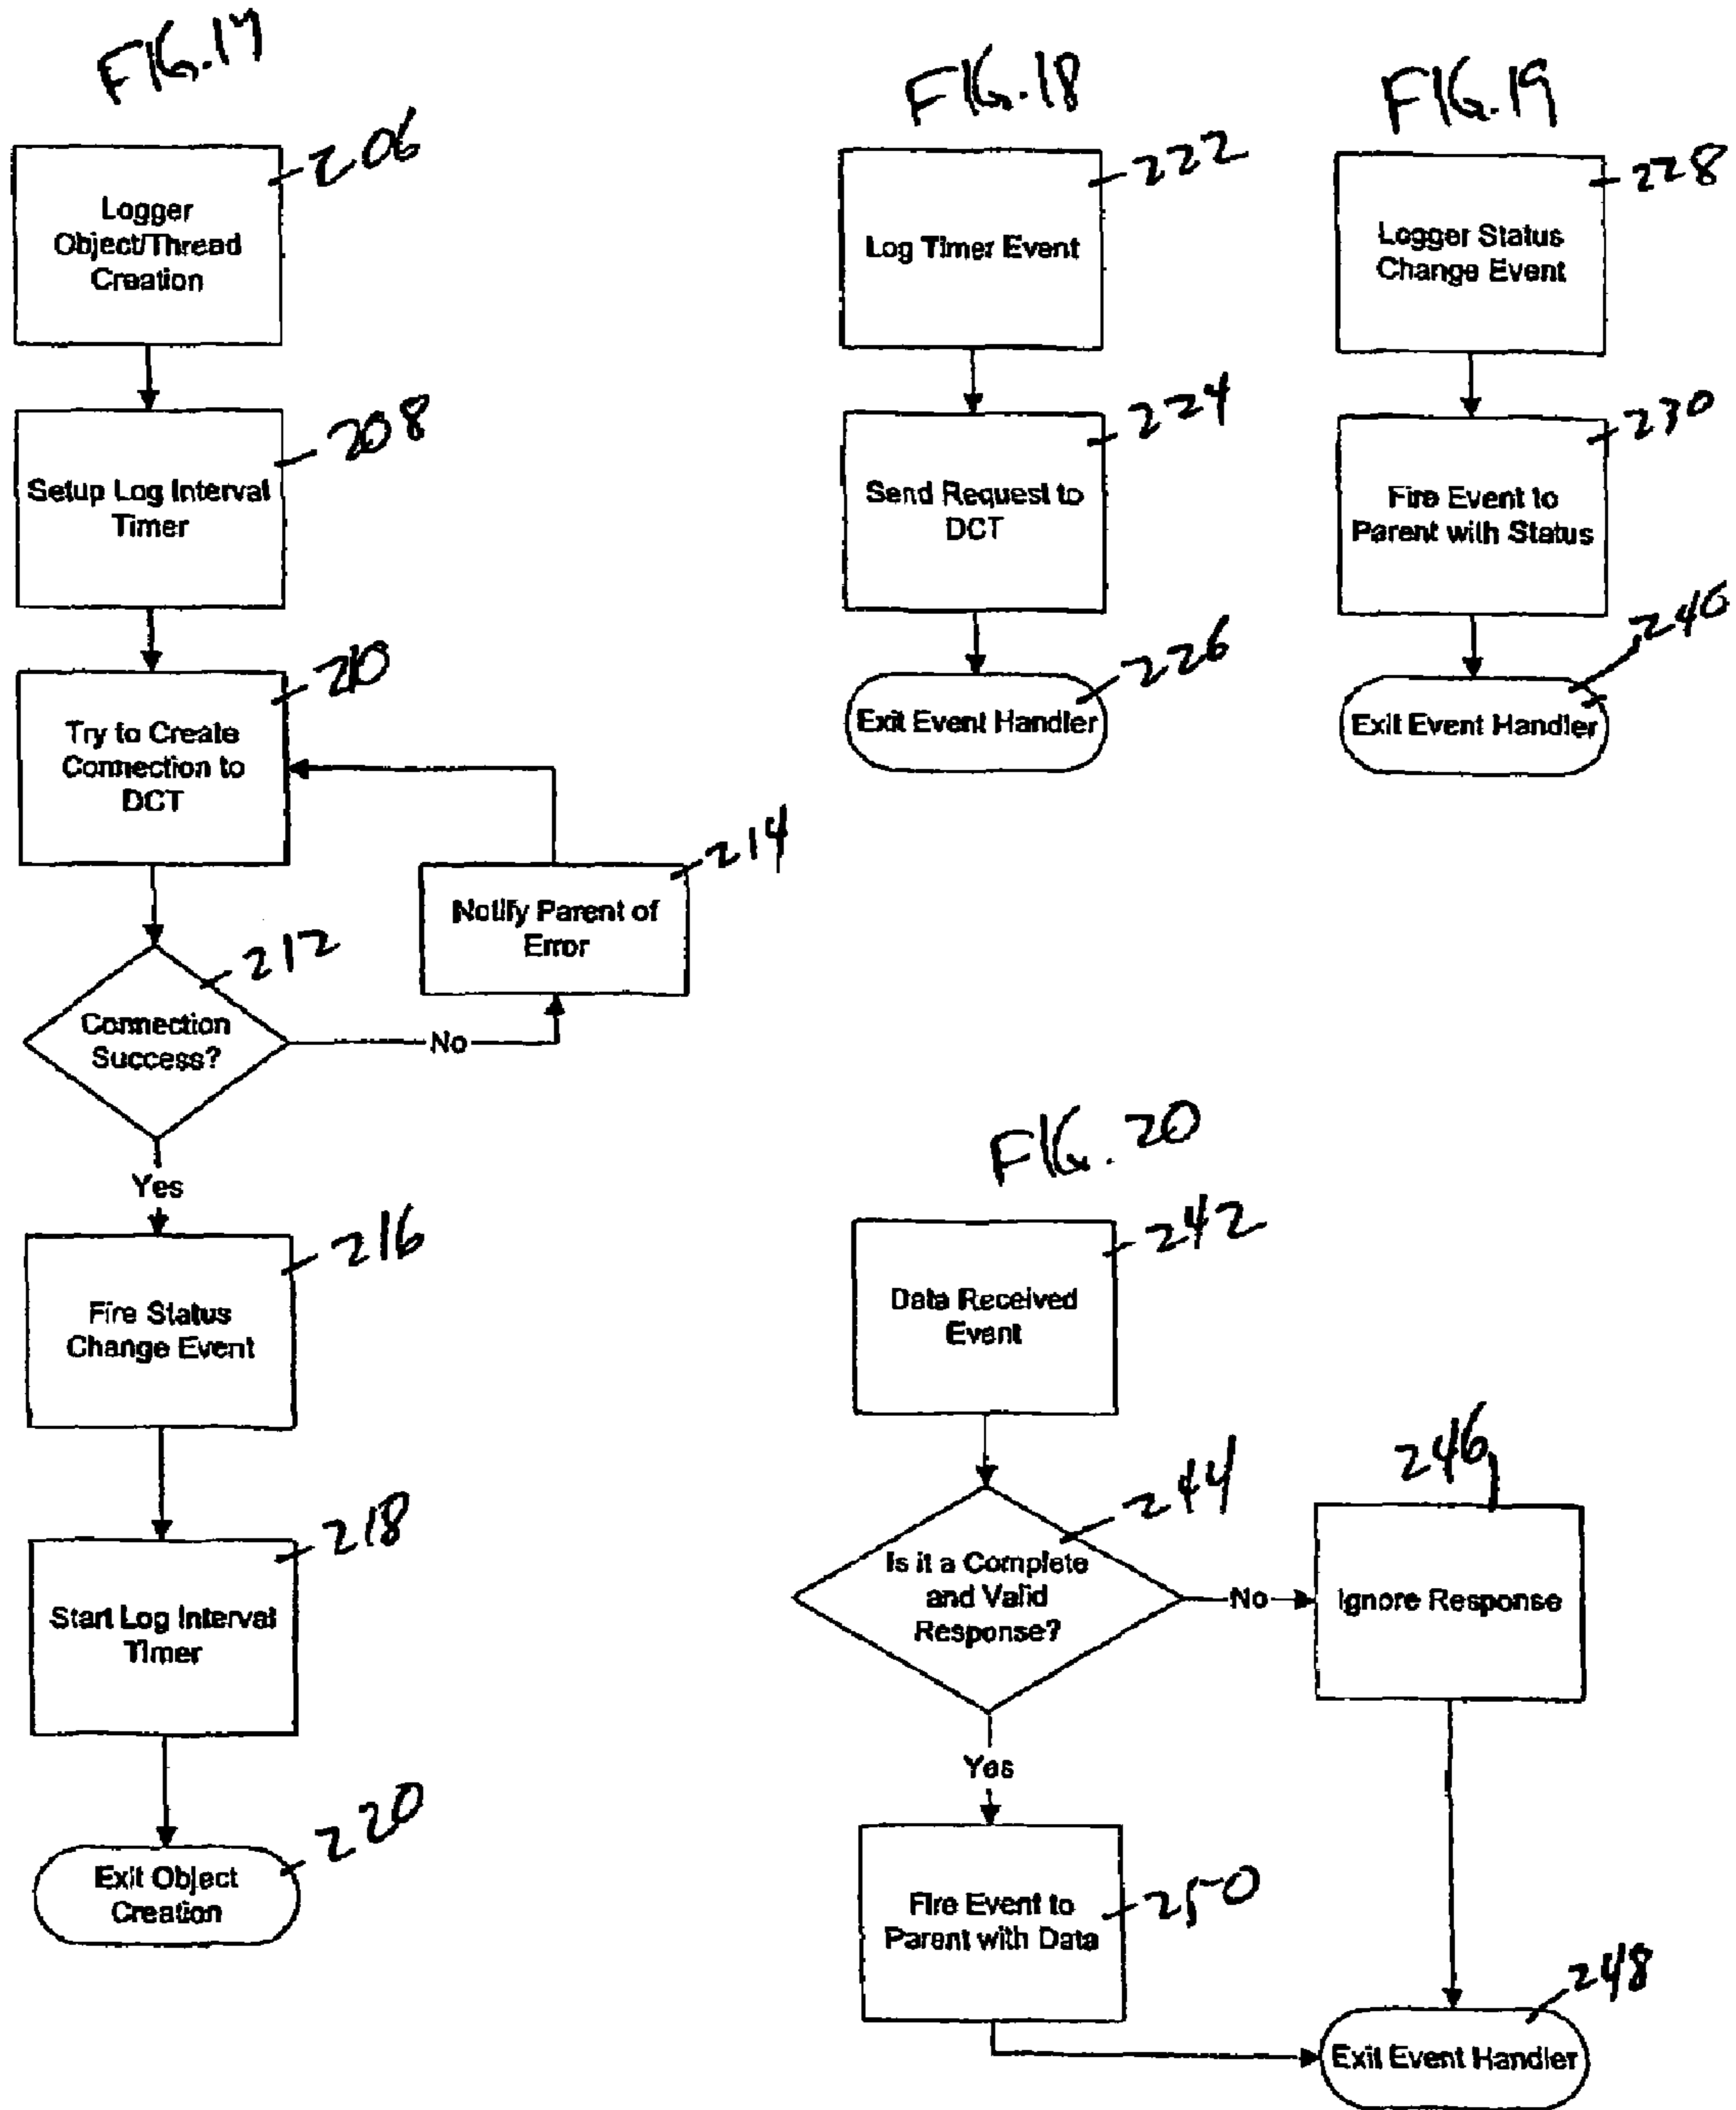 FIG.17
206
Logger
Object/Thread
Creation
208
Setup Log Interval
Timer
210
Try to Create
Connection to
DCT
214
Notify Parent of
Error
212
Connection
Success?
No
Yes
216
Fire Status
Change Event
218
Start Log Interval
Timer
220
Exit Object
Creation
FIG.18
222
Log Timer Event
224
Send Request to
DCT
226
Exit Event Handler
FIG.19
228
Logger Status
Change Event
230
Fire Event to
Parent with Status
240
Exit Event Handler
FIG. 20
242
Data Received
Event
244
Is it a Complete
and Valid
Response?
No
246
Ignore Response
Yes
250
Fire Event to
Parent with Data
248
Exit Event Handler